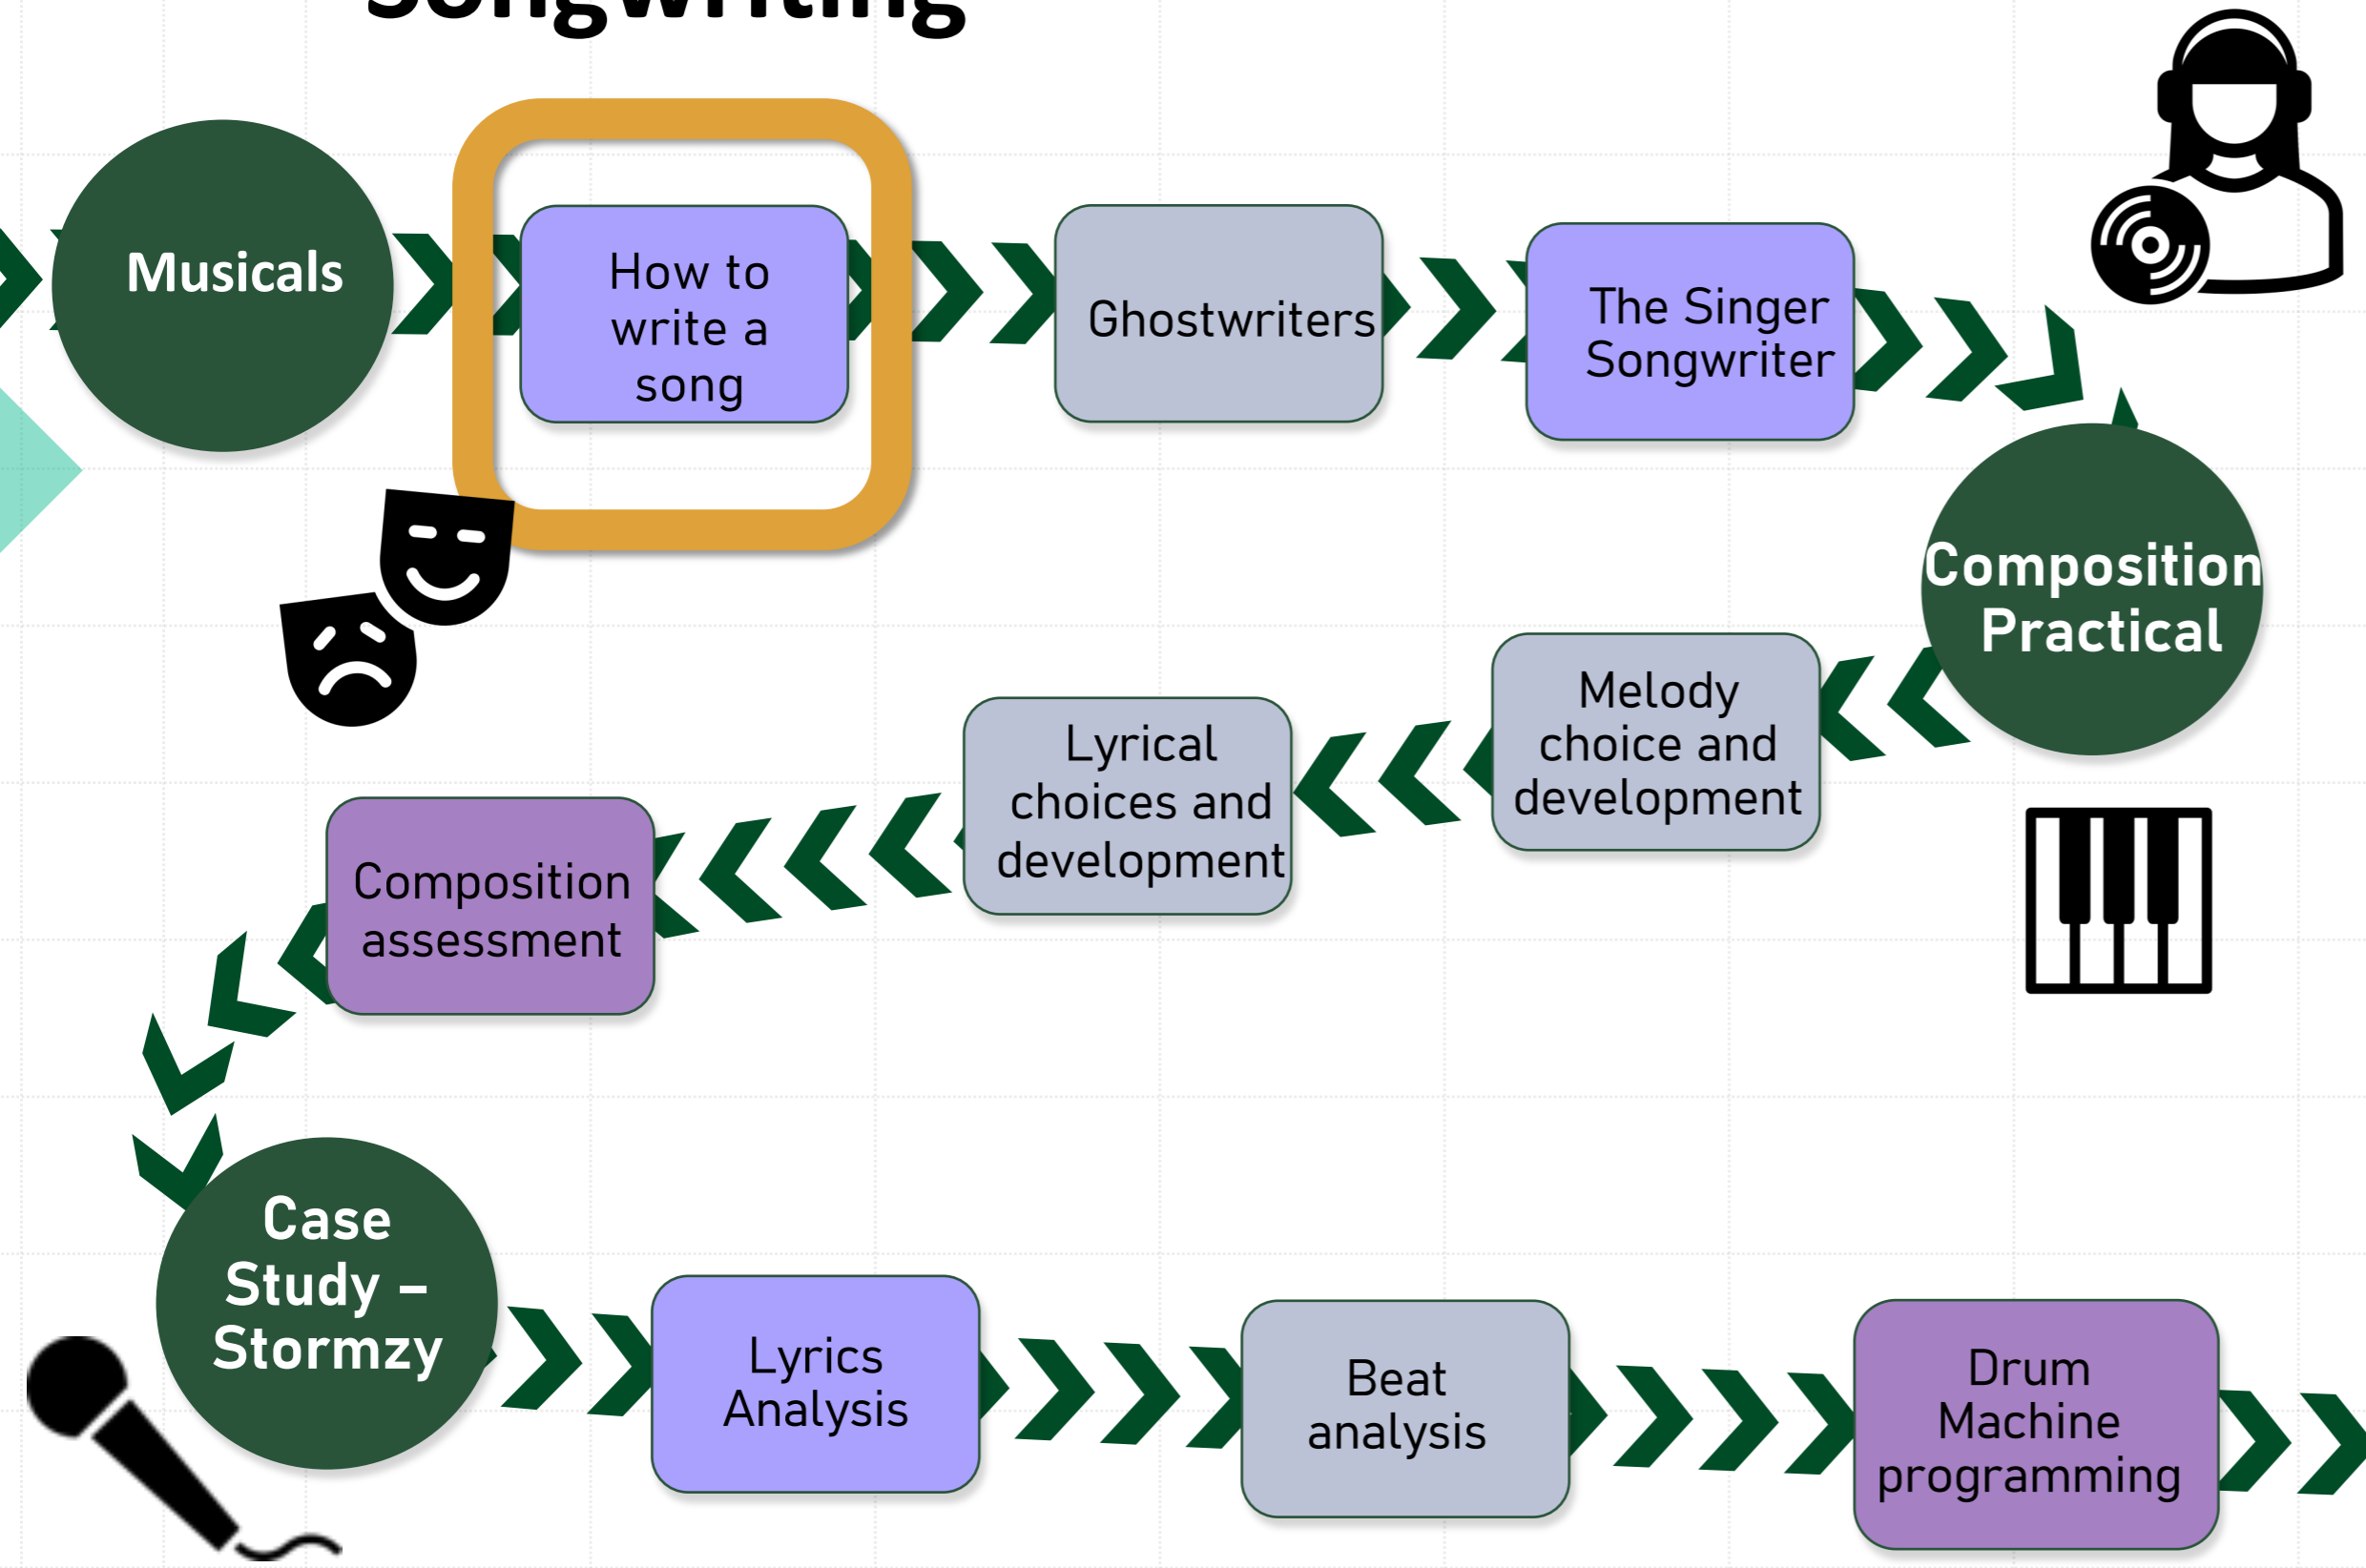 Songwriting
Musicals
How to
write a
song
Ghostwriters
The Singer
Songwriter
Composition
Practical
Melody
choice and
development
Lyrical
choices and
development
Composition
assessment
Case
Study –
Stormzy
Lyrics
Analysis
Beat
analysis
Drum
Machine
programming